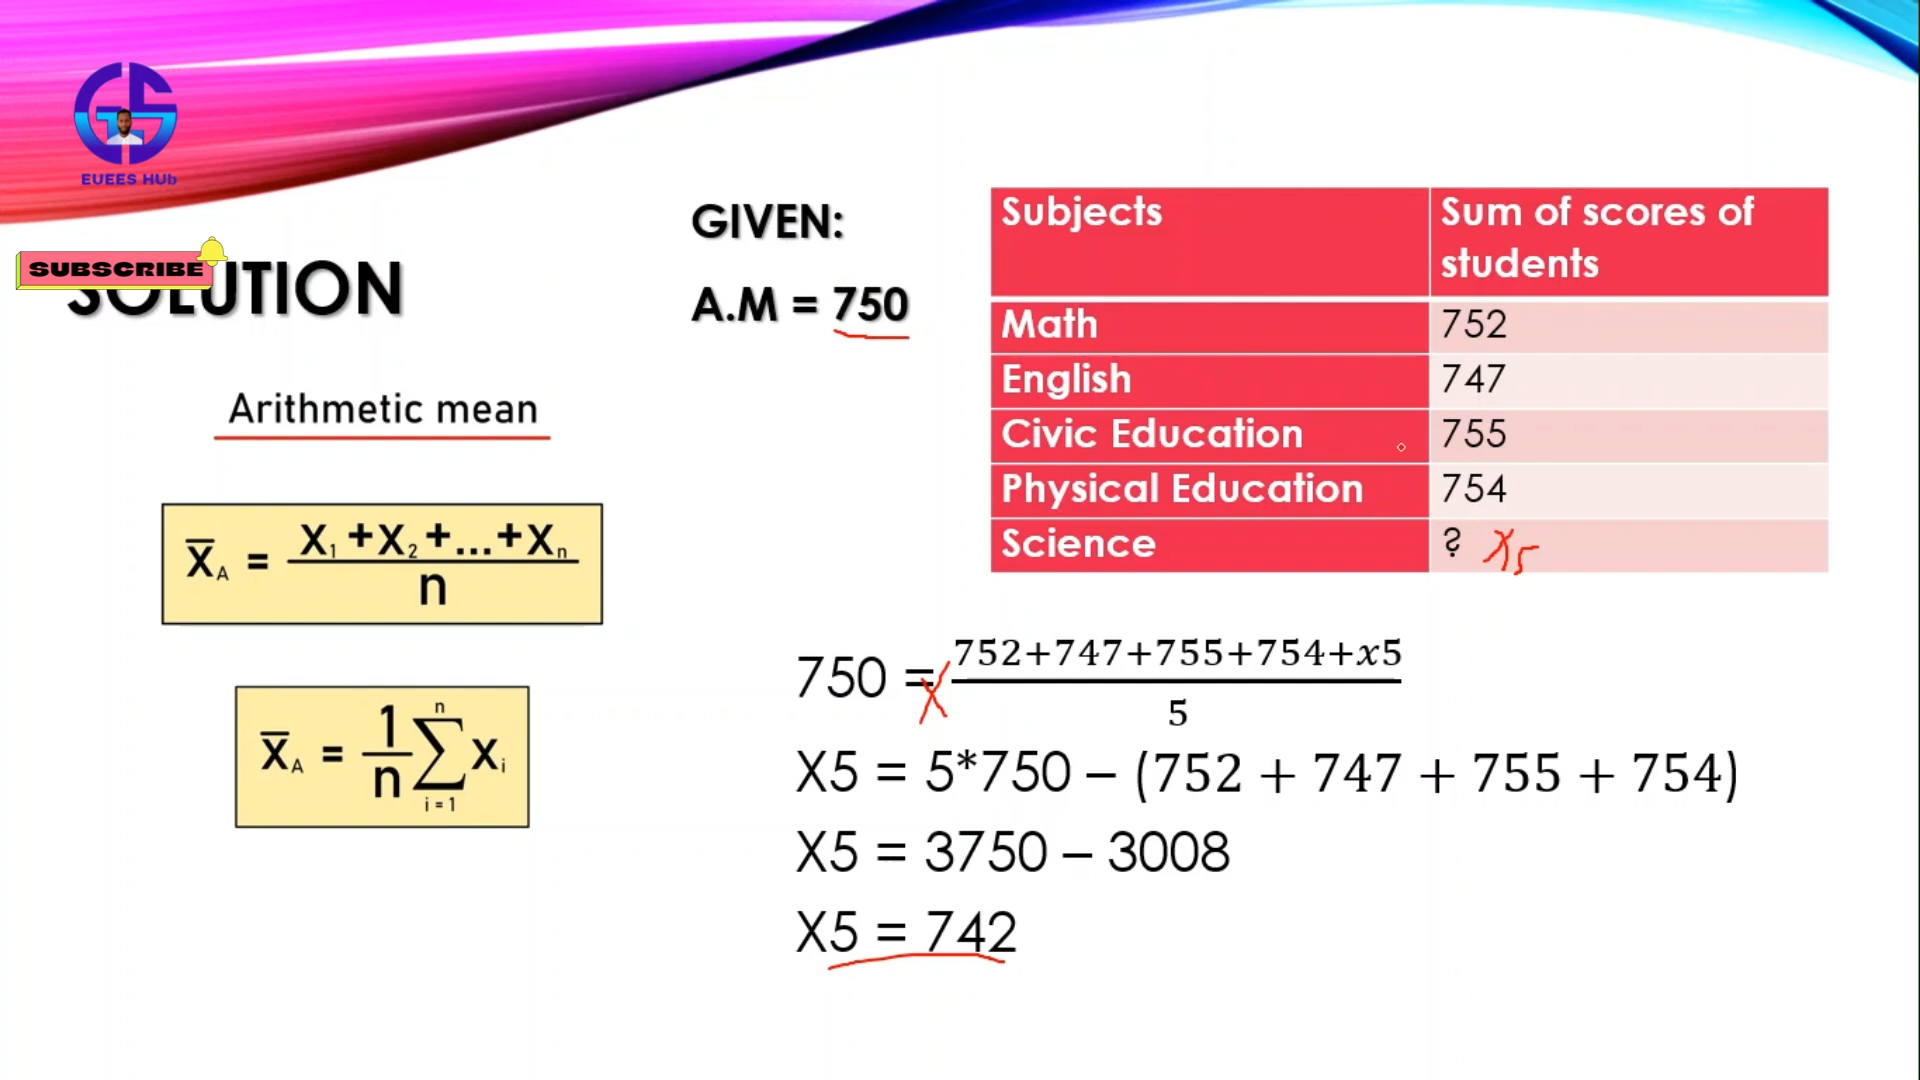 EUEES HUb
SUBSCRIBE
SOLUTION
Arithmetic mean
X̅A = X1+X2+...+Xn / n
X̅A = 1/n n∑i=1 Xi
GIVEN:
A.M = 750
Subjects Sum of scores of students
Math 752
English 747
Civic Education 755
Physical Education 754
Science ? X5
750 = 752+747+755+754+x5 / 5
X5 = 5*750 – (752 + 747 + 755 + 754)
X5 = 3750 – 3008
X5 = 742